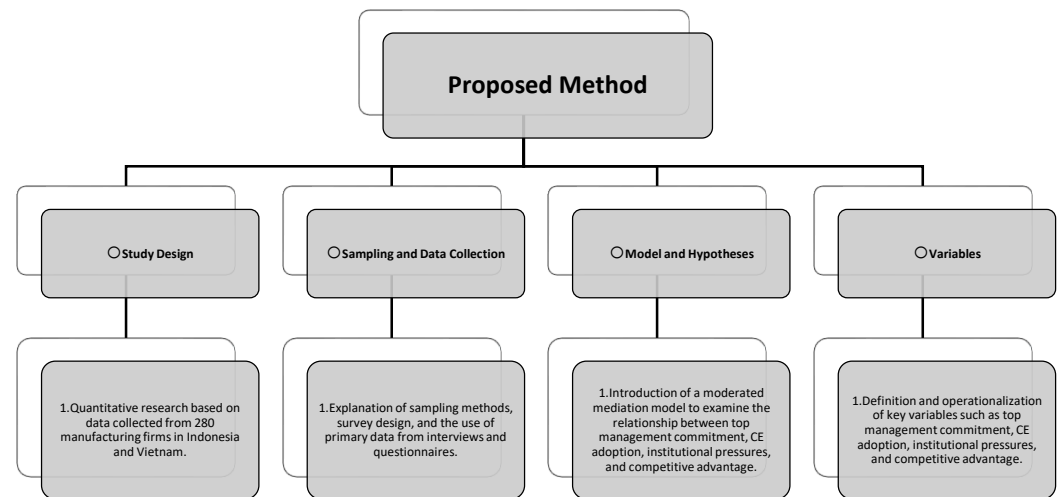 Proposed Method
○Study Design
○Sampling and Data Collection
○Model and Hypotheses
○Variables
1.Quantitative research based on
data collected from 280
manufacturing firms in Indonesia
and Vietnam.
1.Explanation of sampling methods,
survey design, and the use of
primary data from interviews and
questionnaires.
1.Introduction of a moderated
mediation model to examine the
relationship between top
management commitment, CE
adoption, institutional pressures,
and competitive advantage.
1.Definition and operationalization
of key variables such as top
management commitment, CE
adoption, institutional pressures,
and competitive advantage.